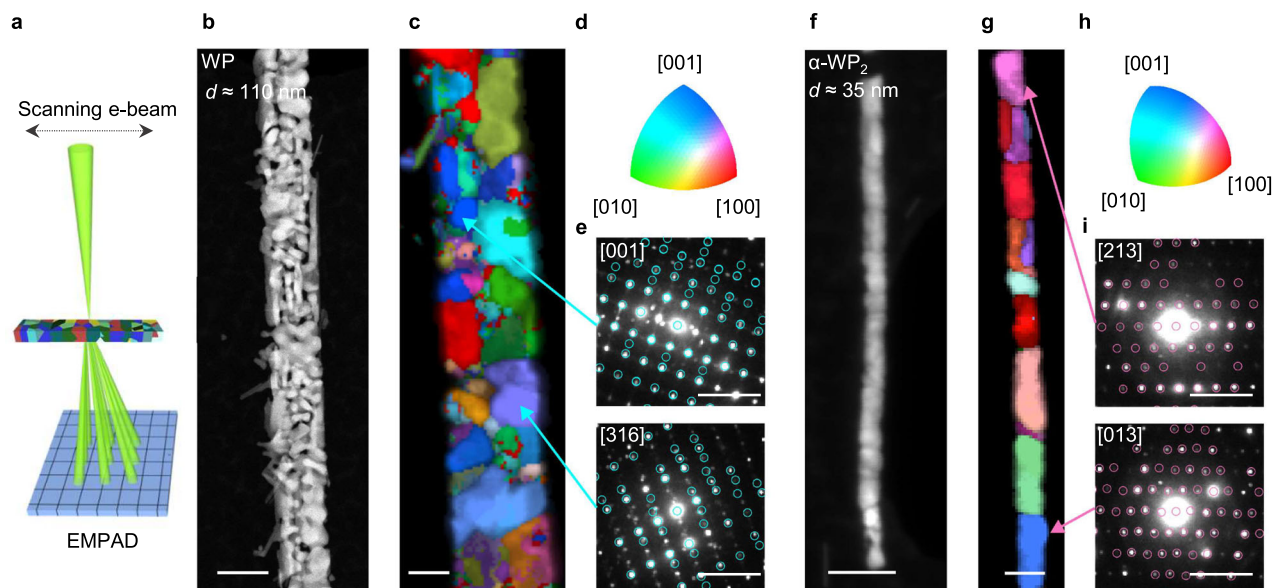 a
Scanning e-beam
EMPAD
b
WP
d ≈ 110 nm
c
d
[001]
[010]
[100]
e
[001]
[316]
f
α-WP₂
d ≈ 35 nm
g
h
[001]
[010]
[100]
i
[213]
[013]